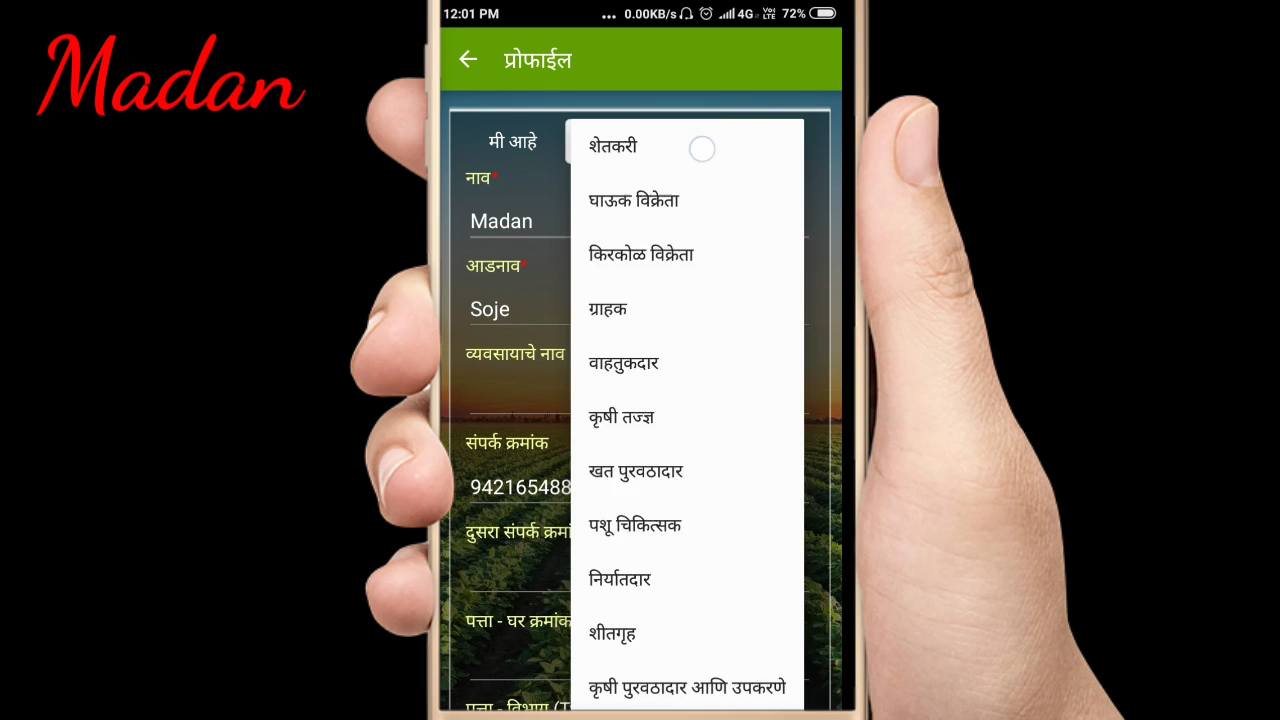 Madan
12:01 PM ... 0.00KB/s 4G VoLTE 72%
प्रोफाईल
मी आहे
नाव*
Madan
आडनाव*
Soje
व्यवसायाचे नाव
संपर्क क्रमांक
942165488
दुसरा संपर्क
पत्ता - घर क्रमांक
पत्ता - विभाग
शेतकरी
घाऊक विक्रेता
किरकोळ विक्रेता
ग्राहक
वाहतुकदार
कृषी तज्ज्ञ
खत पुरवठादार
पशू चिकित्सक
निर्यातदार
शीतगृह
कृषी पुरवठादार आणि उपकरणे